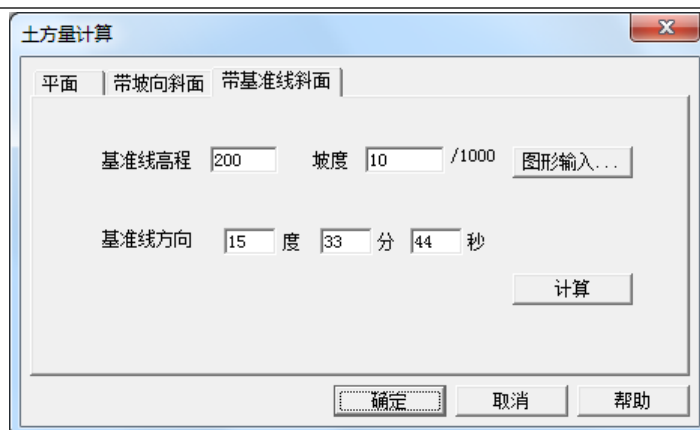 土方量计算
平面 带坡向斜面 带基准线斜面
基准线高程 200 坡度 10 /1000 图形输入...
基准线方向 15 度 33 分 44 秒
计算
确定 取消 帮助